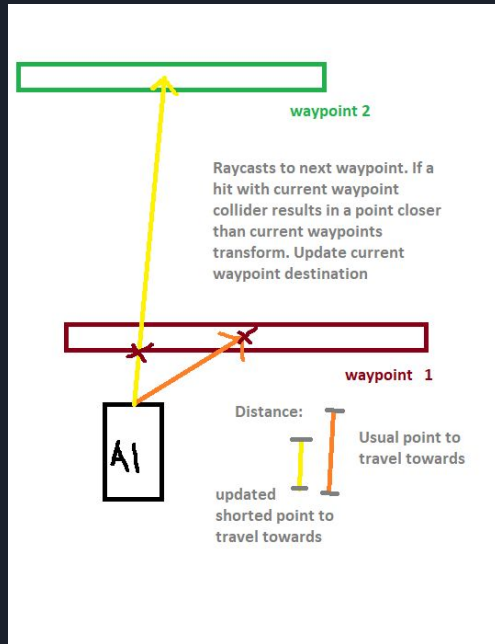 waypoint 2
Raycasts to next waypoint. If a
hit with current waypoint
collider results in a point closer
than current waypoints
transform. Update current
waypoint destination
waypoint 1
AI
Distance:
Usual point to
travel towards
updated
shorted point to
travel towards